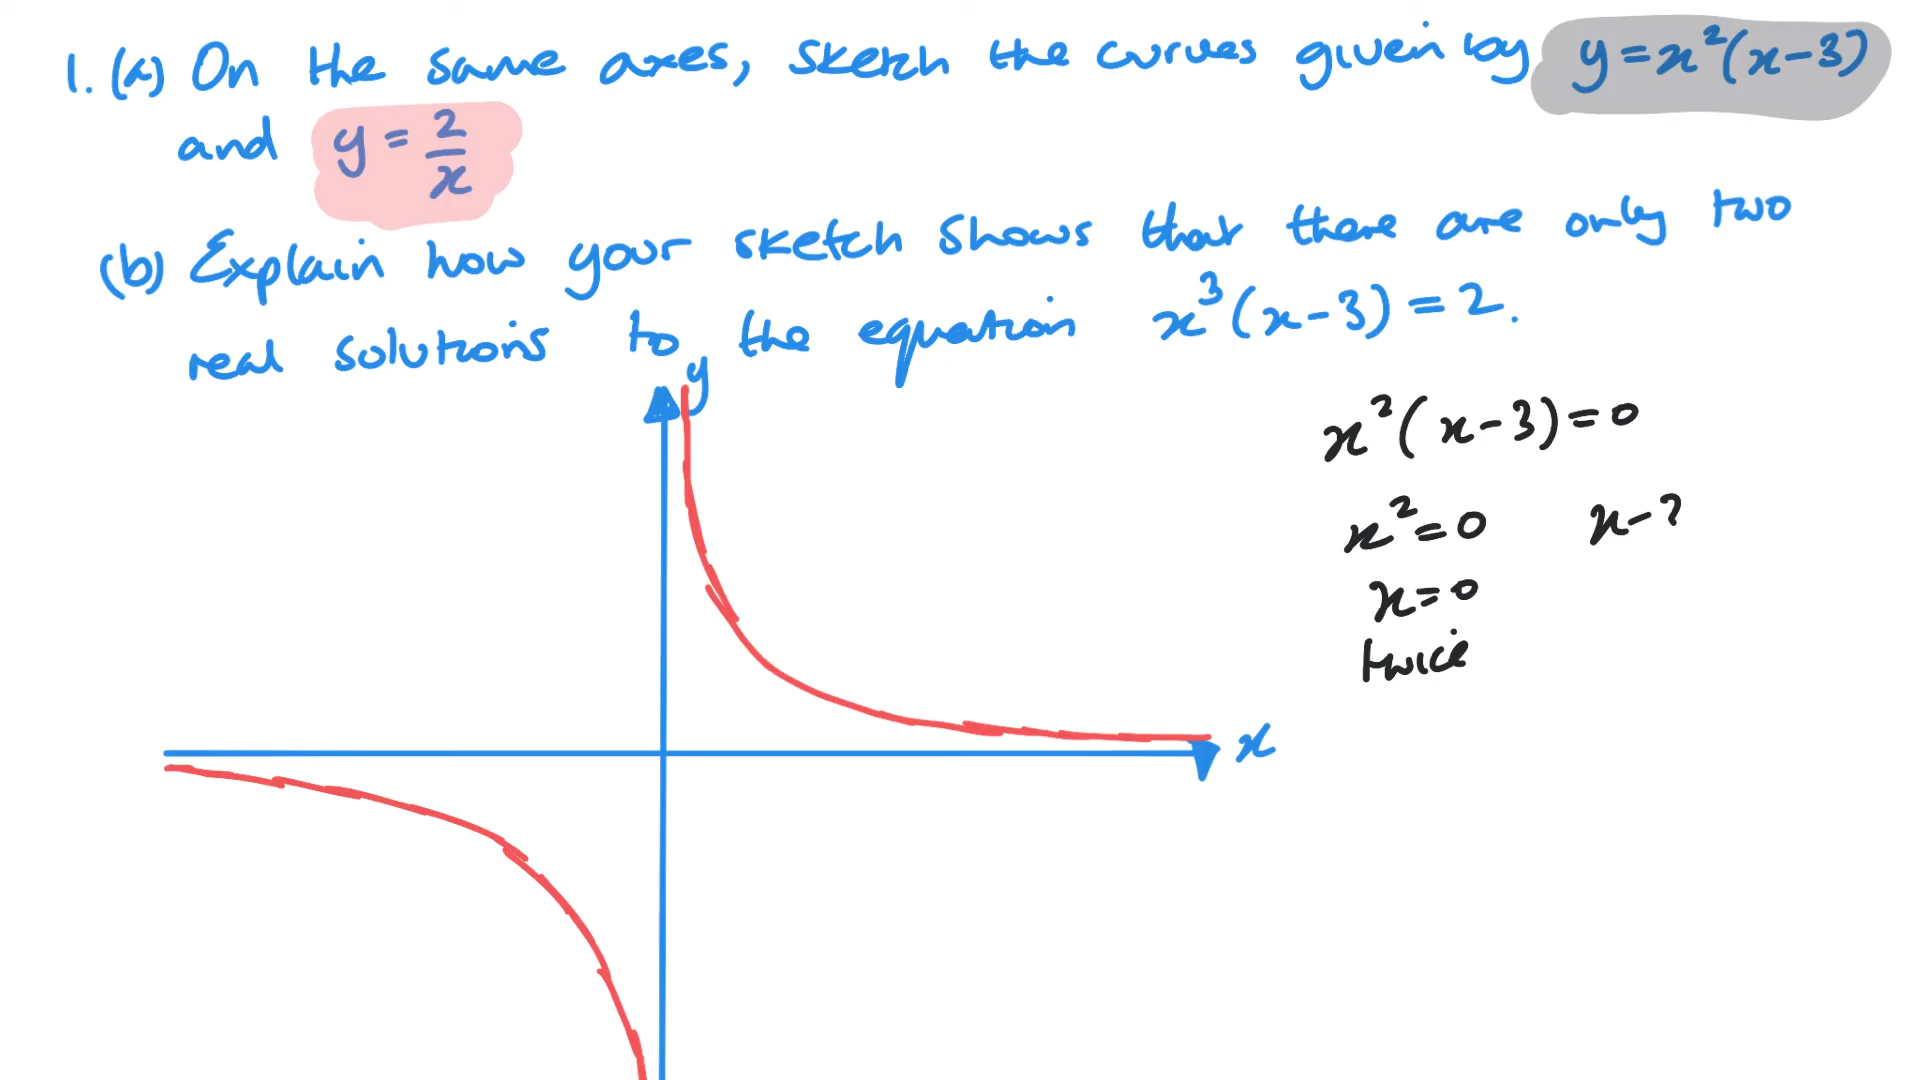 1. (a) On the same axes, sketch the curves given by y = x²(x-3)
and y = 2/x
(b) Explain how your sketch shows that there are only two
real solutions to the equation x³(x-3) = 2.
y
x²(x-3) = 0
x² = 0 x-
x = 0
twice
x